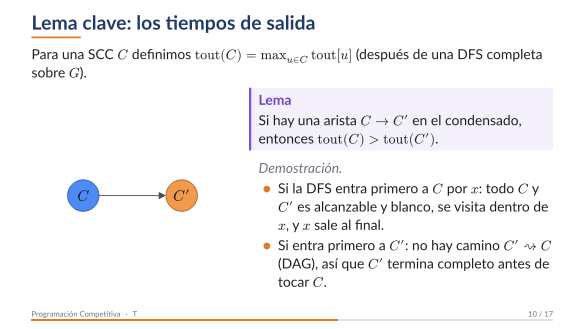 Lema clave: los tiempos de salida
Para una SCC C definimos tout(C) = max_{u∈C} tout[u] (después de una DFS completa
sobre G).
Lema
Si hay una arista C → C′ en el condensado,
entonces tout(C) > tout(C′).
Demostración.
• Si la DFS entra primero a C por x: todo C y
C′ es alcanzable y blanco, se visita dentro de
x, y x sale al final.
• Si entra primero a C′: no hay camino C′ ⇝ C
(DAG), así que C′ termina completo antes de
tocar C.
C
C′
Programación Competitiva · T
10 / 17